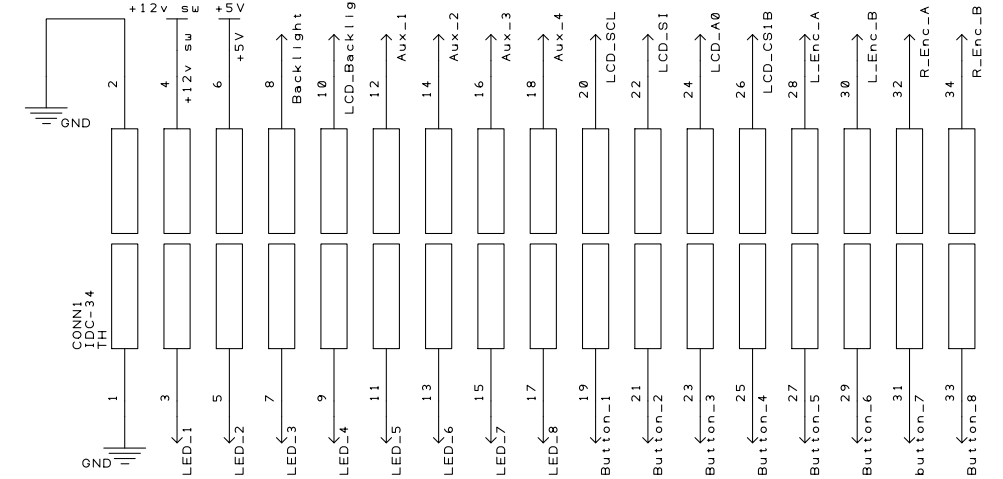 +12v sw
+5V
2
4
+12v sw
6
+5V
8
Backlight
10
LCD_Backlig
12
Aux_1
14
Aux_2
16
Aux_3
18
Aux_4
20
LCD_SCL
22
LCD_SI
24
LCD_A0
26
LCD_CS1B
28
L_Enc_A
30
L_Enc_B
32
R_Enc_A
34
R_Enc_B
GND
CONN1
IDC-34
TH
1
GND
3
LED_1
5
LED_2
7
LED_3
9
LED_4
11
LED_5
13
LED_6
15
LED_7
17
LED_8
19
Button_1
21
Button_2
23
Button_3
25
Button_4
27
Button_5
29
Button_6
31
button_7
33
Button_8